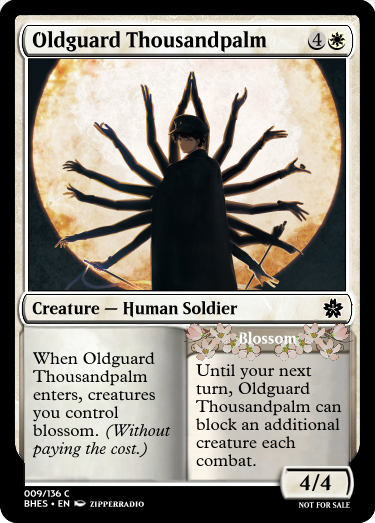 Oldguard Thousandpalm 4
Creature — Human Soldier
When Oldguard
Thousandpalm
enters, creatures
you control
blossom. (Without
paying the cost.)
Blossom
Until your next
turn, Oldguard
Thousandpalm can
block an additional
creature each
combat.
4/4
009/136 C
BHES • EN ZIPPERRADIO
NOT FOR SALE